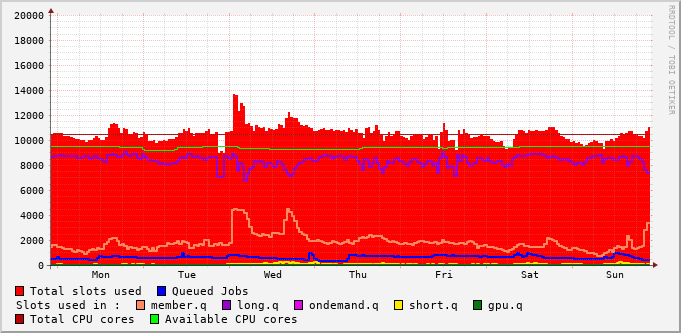 20000
18000
16000
14000
12000
10000
8000
6000
4000
2000
0
Mon Tue Wed Thu Fri Sat Sun
RRDTOOL / TOBI OETIKER
Total slots used Queued Jobs
Slots used in : member.q long.q ondemand.q short.q gpu.q
Total CPU cores Available CPU cores